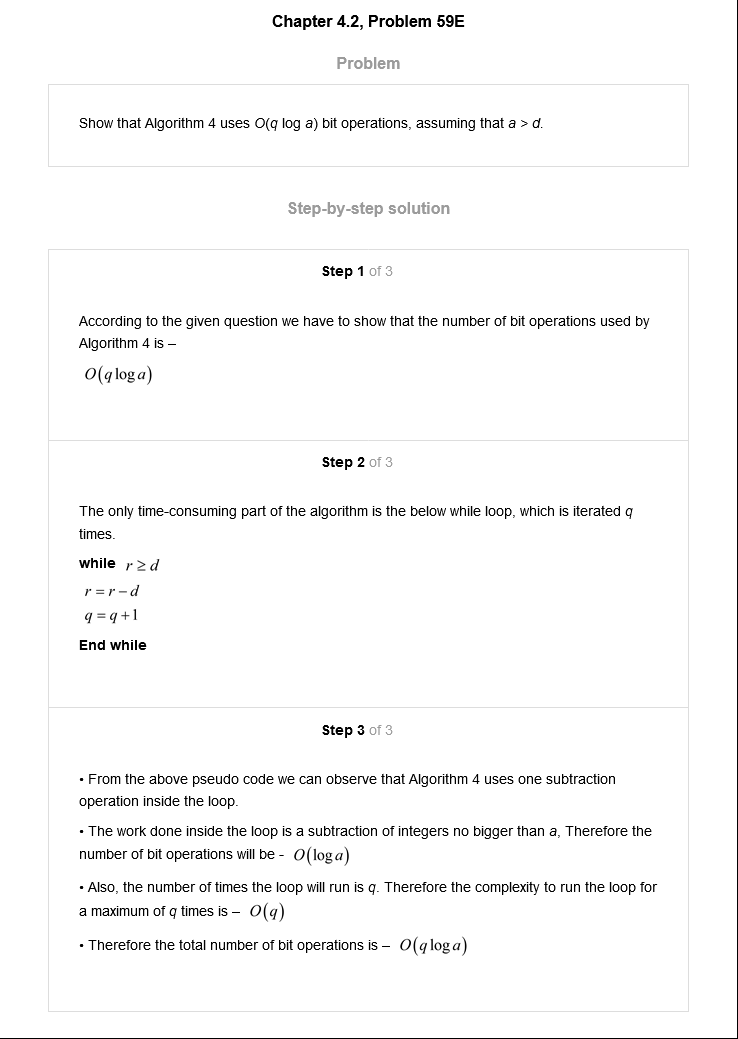 Chapter 4.2, Problem 59E
Problem
Show that Algorithm 4 uses O(q log a) bit operations, assuming that a > d.
Step-by-step solution
Step 1 of 3
According to the given question we have to show that the number of bit operations used by
Algorithm 4 is –
O(q log a)
Step 2 of 3
The only time-consuming part of the algorithm is the below while loop, which is iterated q
times.
while r ≥ d
r = r − d
q = q + 1
End while
Step 3 of 3
• From the above pseudo code we can observe that Algorithm 4 uses one subtraction
operation inside the loop.
• The work done inside the loop is a subtraction of integers no bigger than a, Therefore the
number of bit operations will be - O(log a)
• Also, the number of times the loop will run is q. Therefore the complexity to run the loop for
a maximum of q times is – O(q)
• Therefore the total number of bit operations is – O(q log a)